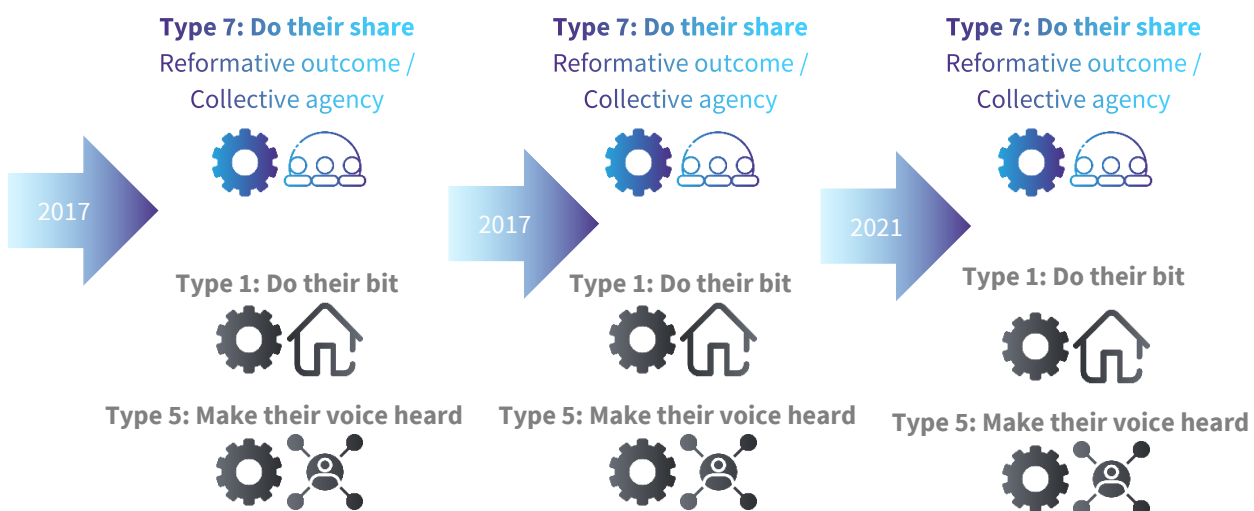 Type 7: Do their share
Reformative outcome /
Collective agency
2017
Type 1: Do their bit
Type 5: Make their voice heard
Type 7: Do their share
Reformative outcome /
Collective agency
2017
Type 1: Do their bit
Type 5: Make their voice heard
Type 7: Do their share
Reformative outcome /
Collective agency
2021
Type 1: Do their bit
Type 5: Make their voice heard